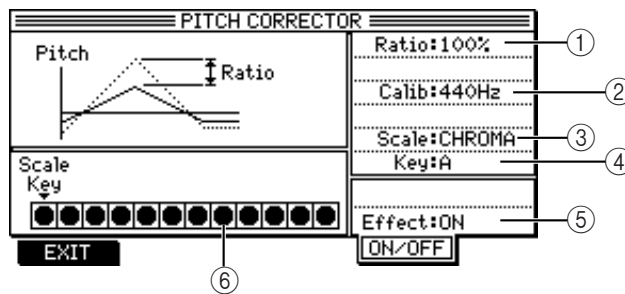 PITCH CORRECTOR
Pitch
Ratio
Ratio:100%
Calib:440Hz
Scale:CHROMA
Key:A
Scale
Key
Effect:ON
EXIT
ON/OFF
①
②
③
④
⑤
⑥